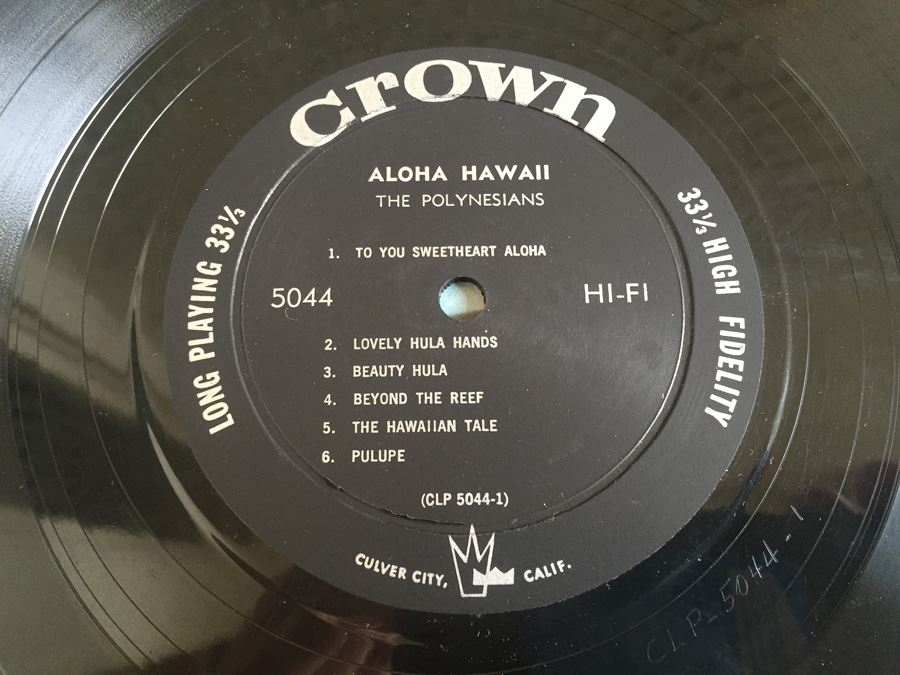 crown
ALOHA HAWAII
THE POLYNESIANS
1. TO YOU SWEETHEART ALOHA
5044
HI-FI
LONG PLAYING 33⅓
33⅓ HIGH FIDELITY
2. LOVELY HULA HANDS
3. BEAUTY HULA
4. BEYOND THE REEF
5. THE HAWAIIAN TALE
6. PULUPE
(CLP 5044-1)
CULVER CITY, CALIF.
CLP-5044-1